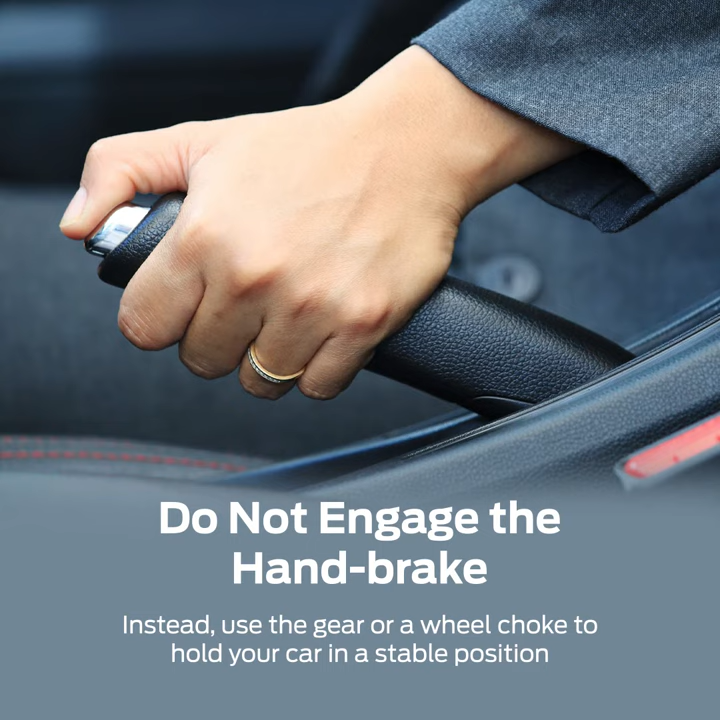 Do Not Engage the
Hand-brake
Instead, use the gear or a wheel choke to
hold your car in a stable position